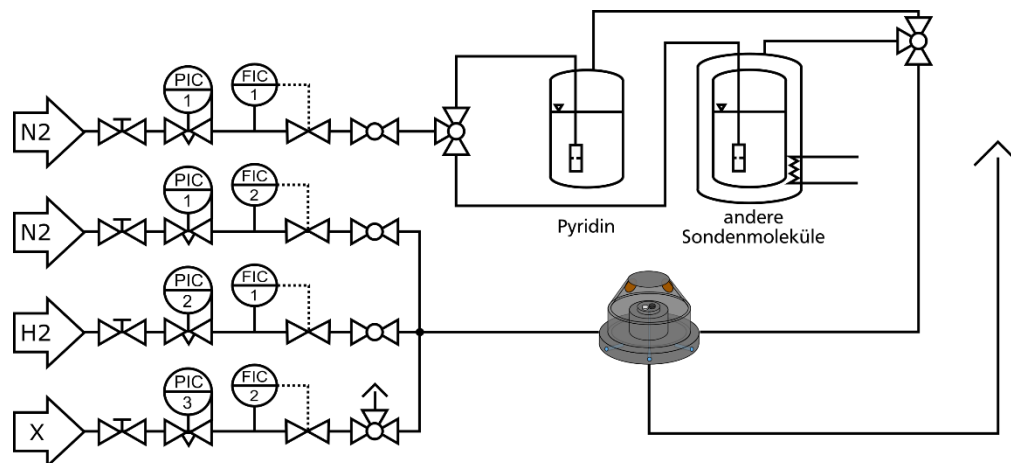 PIC
1
FIC
1
N2
PIC
1
FIC
2
N2
Pyridin
andere
Sondenmoleküle
PIC
2
FIC
1
H2
PIC
3
FIC
2
X